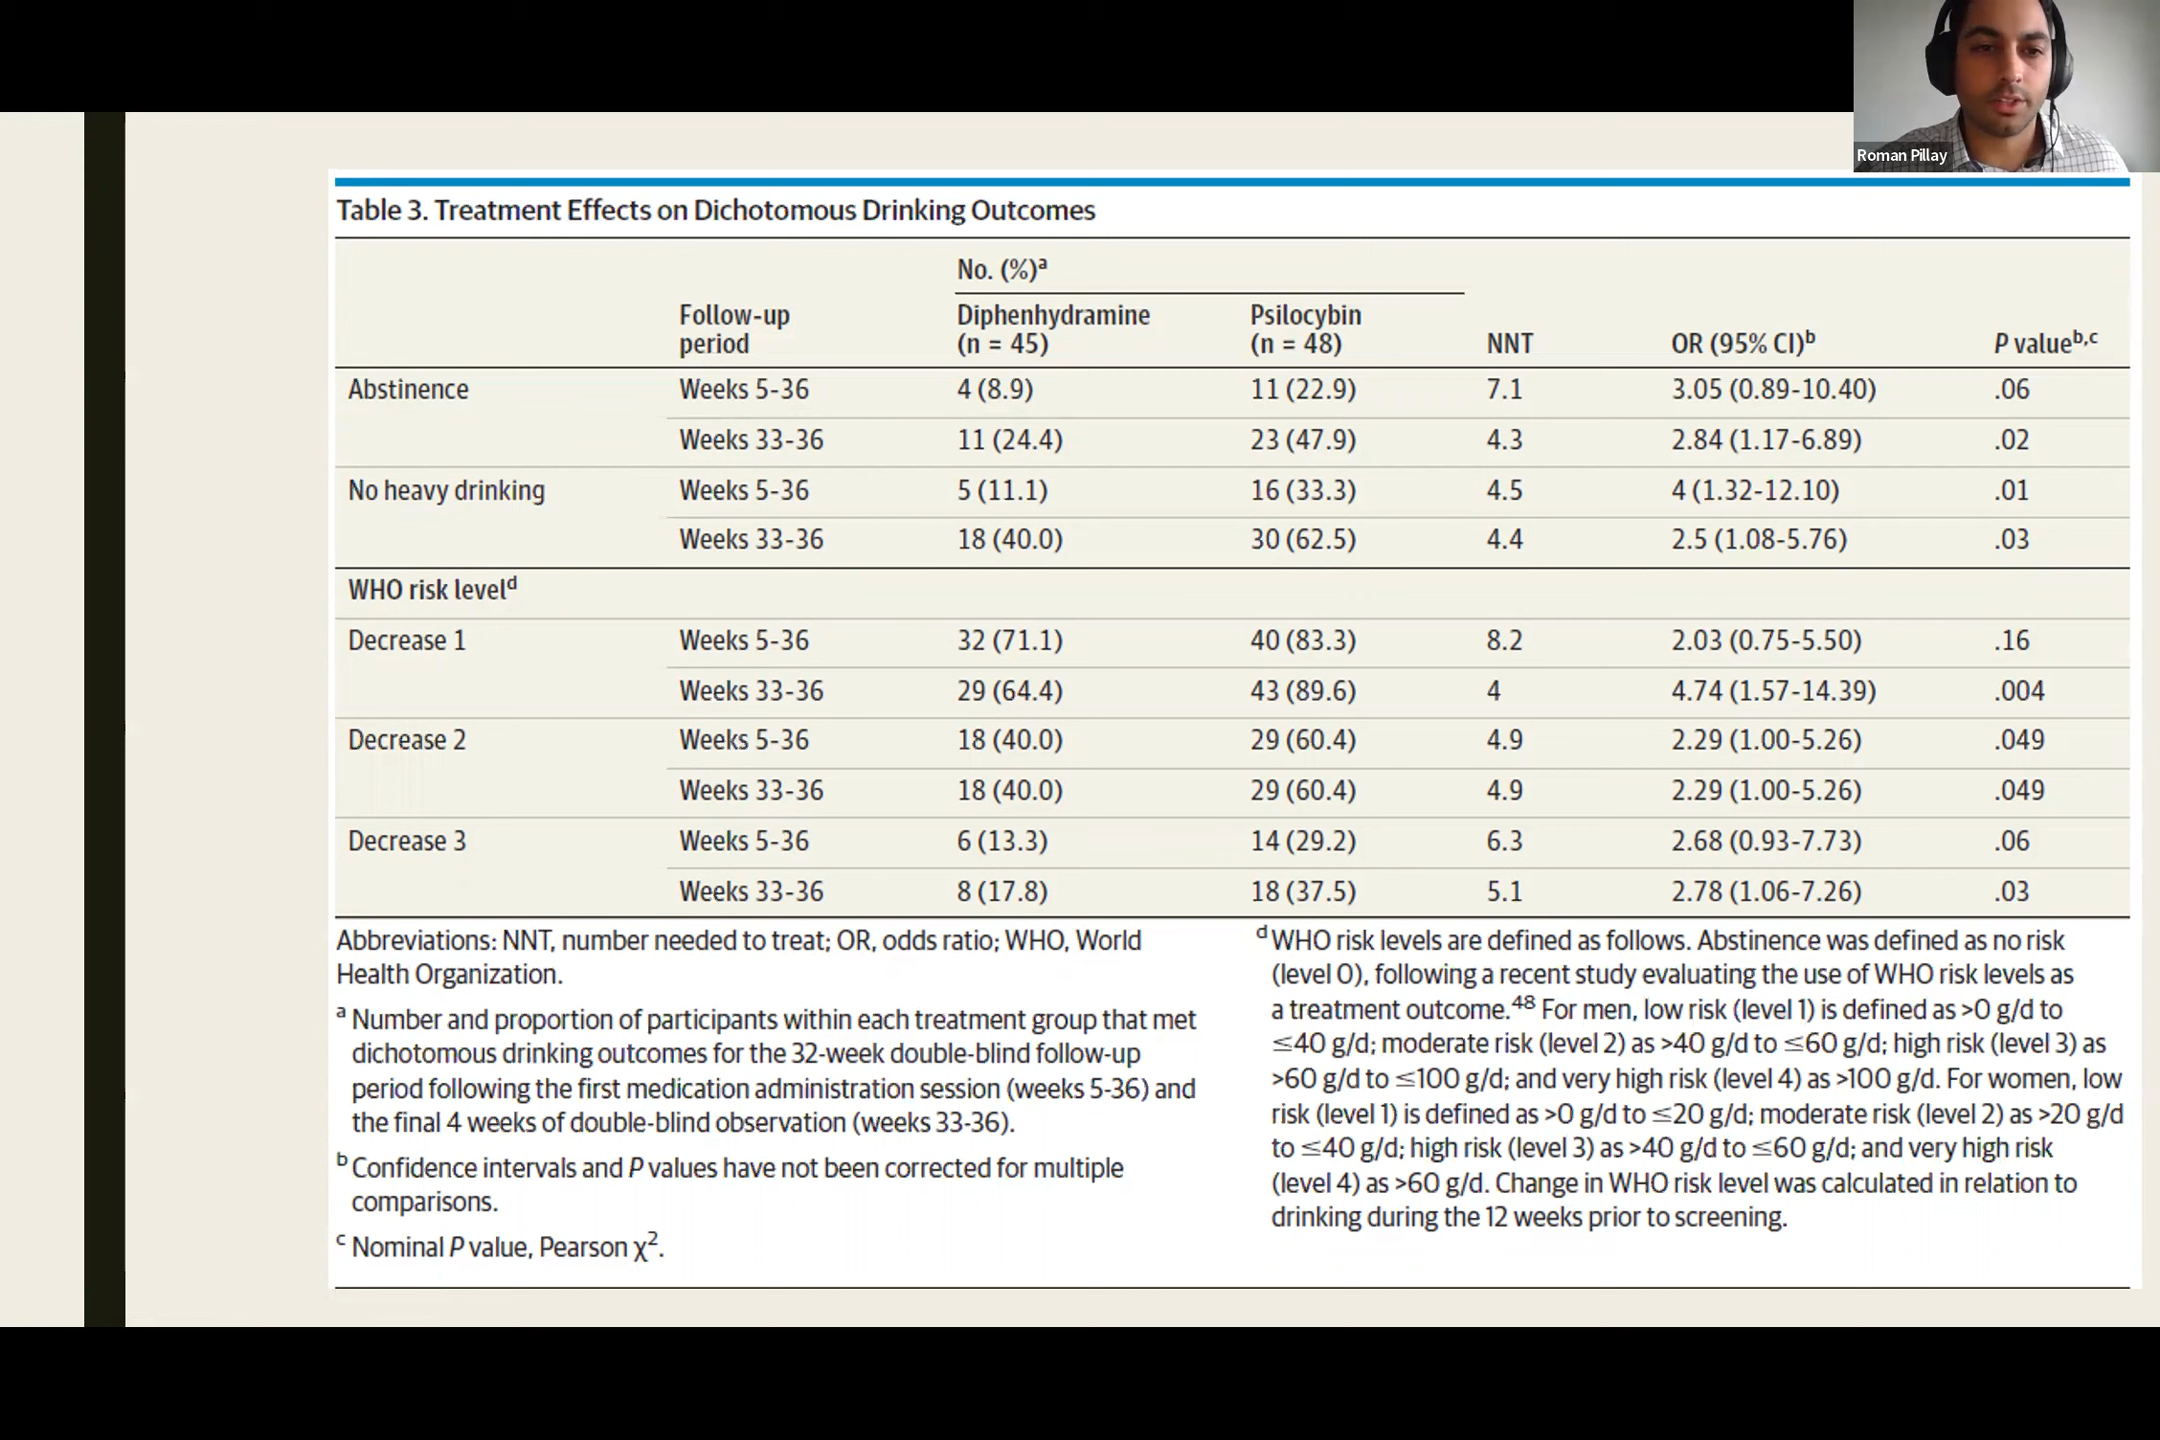 Roman Pillay
Table 3. Treatment Effects on Dichotomous Drinking Outcomes
No. (%)a
Follow-up period Diphenhydramine (n = 45) Psilocybin (n = 48) NNT OR (95% CI)b P valueb,c
Abstinence Weeks 5-36 4 (8.9) 11 (22.9) 7.1 3.05 (0.89-10.40) .06
Weeks 33-36 11 (24.4) 23 (47.9) 4.3 2.84 (1.17-6.89) .02
No heavy drinking Weeks 5-36 5 (11.1) 16 (33.3) 4.5 4 (1.32-12.10) .01
Weeks 33-36 18 (40.0) 30 (62.5) 4.4 2.5 (1.08-5.76) .03
WHO risk leveld
Decrease 1 Weeks 5-36 32 (71.1) 40 (83.3) 8.2 2.03 (0.75-5.50) .16
Weeks 33-36 29 (64.4) 43 (89.6) 4 4.74 (1.57-14.39) .004
Decrease 2 Weeks 5-36 18 (40.0) 29 (60.4) 4.9 2.29 (1.00-5.26) .049
Weeks 33-36 18 (40.0) 29 (60.4) 4.9 2.29 (1.00-5.26) .049
Decrease 3 Weeks 5-36 6 (13.3) 14 (29.2) 6.3 2.68 (0.93-7.73) .06
Weeks 33-36 8 (17.8) 18 (37.5) 5.1 2.78 (1.06-7.26) .03
Abbreviations: NNT, number needed to treat; OR, odds ratio; WHO, World
Health Organization.
a Number and proportion of participants within each treatment group that met
dichotomous drinking outcomes for the 32-week double-blind follow-up
period following the first medication administration session (weeks 5-36) and
the final 4 weeks of double-blind observation (weeks 33-36).
b Confidence intervals and P values have not been corrected for multiple
comparisons.
c Nominal P value, Pearson χ2.
d WHO risk levels are defined as follows. Abstinence was defined as no risk
(level 0), following a recent study evaluating the use of WHO risk levels as
a treatment outcome.48 For men, low risk (level 1) is defined as >0 g/d to
≤40 g/d; moderate risk (level 2) as >40 g/d to ≤60 g/d; high risk (level 3) as
>60 g/d to ≤100 g/d; and very high risk (level 4) as >100 g/d. For women, low
risk (level 1) is defined as >0 g/d to ≤20 g/d; moderate risk (level 2) as >20 g/d
to ≤40 g/d; high risk (level 3) as >40 g/d to ≤60 g/d; and very high risk
(level 4) as >60 g/d. Change in WHO risk level was calculated in relation to
drinking during the 12 weeks prior to screening.